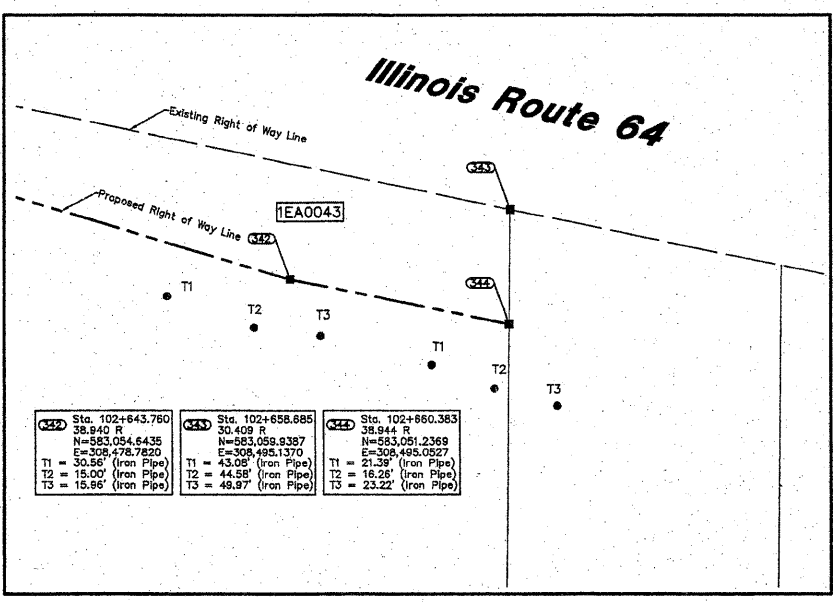 Illinois Route 64
Existing Right of Way Line
343
Proposed Right of Way Line
1EA0043
342
344
T1
T2
T3
T1
T2
T3
342 Sta. 102+643.760
38.940 R
N=583,054.6435
E=308,478.7820
T1 = 30.56' (Iron Pipe)
T2 = 15.00' (Iron Pipe)
T3 = 15.96' (Iron Pipe)
343 Sta. 102+658.685
30.409 R
N=583,059.9387
E=308,495.1370
T1 = 43.08' (Iron Pipe)
T2 = 44.58' (Iron Pipe)
T3 = 49.97' (Iron Pipe)
344 Sta. 102+660.383
38.944 R
N=583,051.2369
E=308,495.0527
T1 = 21.39' (Iron Pipe)
T2 = 16.26' (Iron Pipe)
T3 = 23.22' (Iron Pipe)